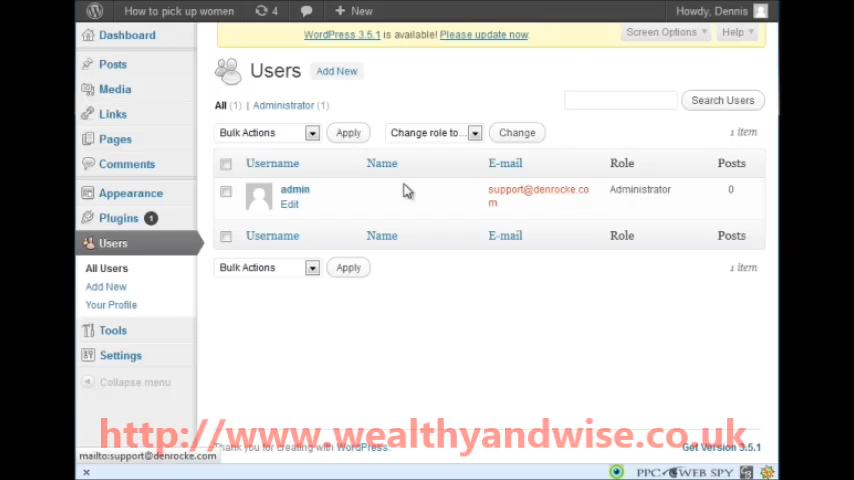 How to pick up women 4 New Howdy, Dennis
Dashboard
WordPress 3.5.1 is available! Please update now.
Screen Options Help
Posts
Media
Links
Pages
Comments
Appearance
Plugins 1
Users
All Users
Add New
Your Profile
Tools
Settings
Collapse menu
Users Add New
All (1) | Administrator (1)
Search Users
Bulk Actions Apply Change role to... Change 1 item
Username Name E-mail Role Posts
admin support@denrocke.co Administrator 0
Edit m
Username Name E-mail Role Posts
Bulk Actions Apply 1 item
http://www.wealthyandwise.co.uk
Thank you for creating with WordPress. Get Version 3.5.1
mailto:support@denrocke.com
PPC WEB SPY